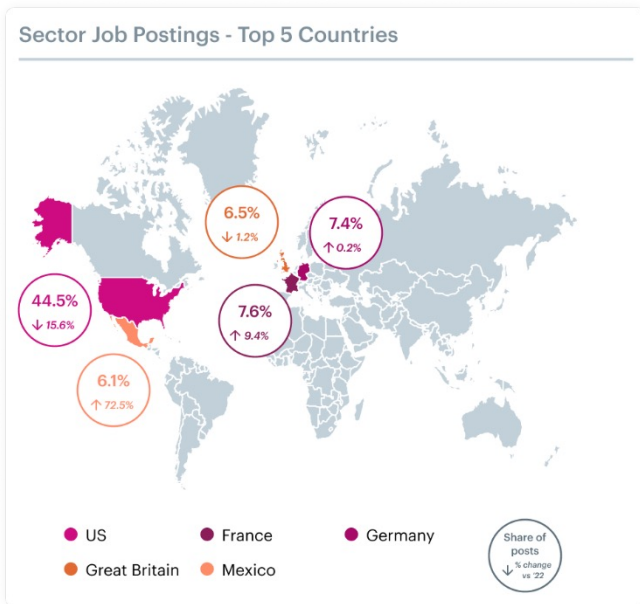 Sector Job Postings - Top 5 Countries
6.5%
↓ 1.2%
7.4%
↑ 0.2%
44.5%
↓ 15.6%
7.6%
↑ 9.4%
6.1%
↑ 72.5%
US
France
Germany
Great Britain
Mexico
Share of
posts
↓ % change
vs '22